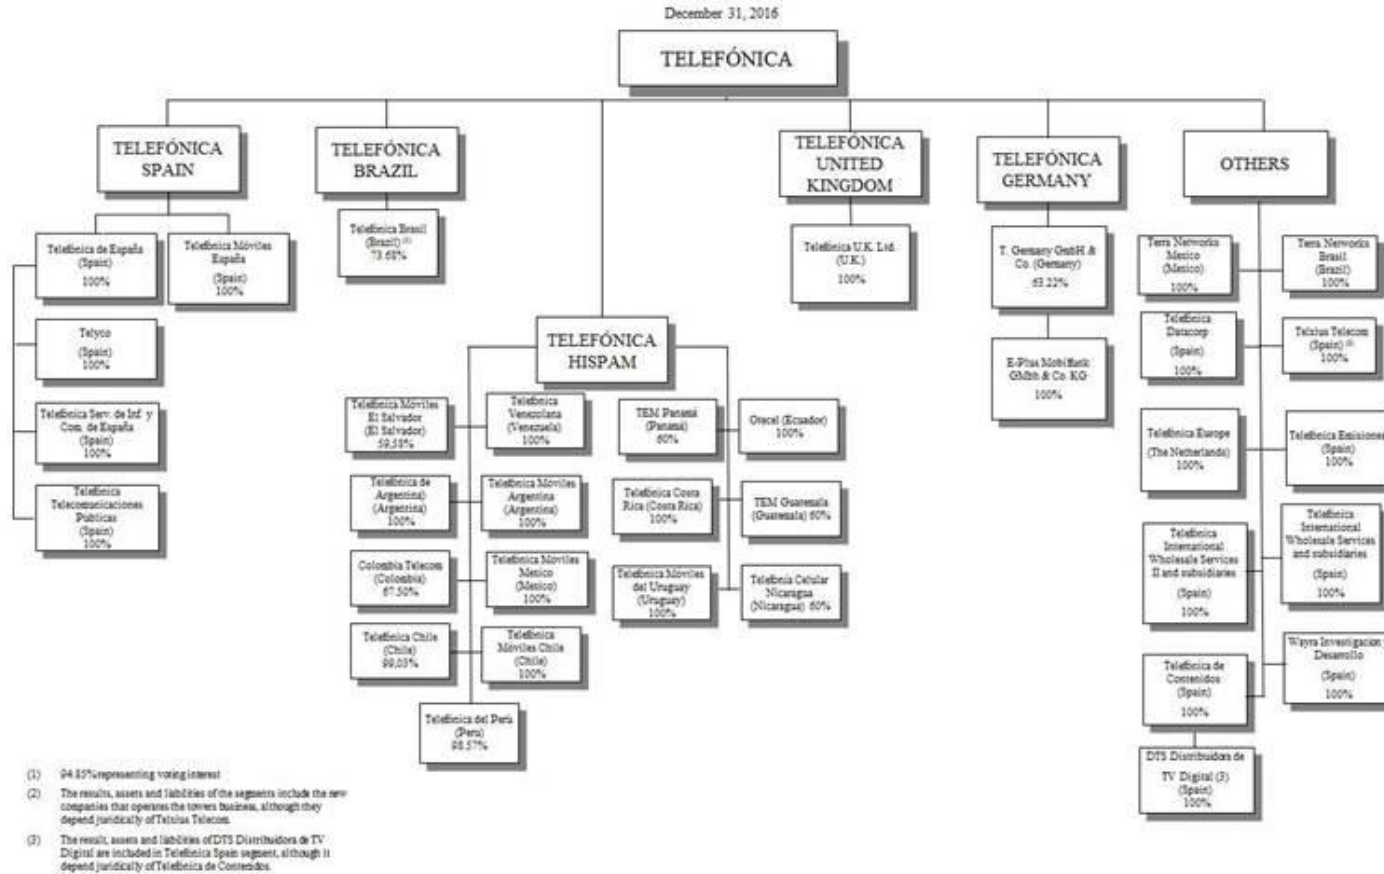 December 31, 2016
TELEFÓNICA
TELEFÓNICA
SPAIN
TELEFÓNICA
BRAZIL
TELEFÓNICA
UNITED
KINGDOM
TELEFÓNICA
GERMANY
OTHERS
Telefónica de España
(Spain)
100%
Telefónica Móviles
España
(Spain)
100%
Telyco
(Spain)
100%
Telefónica Serv. de Inf. y
Com. de España
(Spain)
100%
Telefónica
Telecomunicaciones
Públicas
(Spain)
100%
Telefónica Brasil
(Brazil) (1)
73.68%
TELEFÓNICA
HISPAM
Telefónica Móviles
El Salvador
(El Salvador)
59,58%
Telefónica
Venezolana
(Venezuela)
100%
Telefónica de
Argentina)
(Argentina)
100%
Telefónica Móviles
Argentina
(Argentina)
100%
Colombia Telecom
(Colombia)
67.50%
Telefónica Móviles
Mexico
(Mexico)
100%
Telefónica Chile
(Chile)
99,03%
Telefónica
Móviles Chile
(Chile)
100%
Telefónica del Perú
(Peru)
98.57%
TEM Panamá
(Panamá)
60%
Otecel (Ecuador)
100%
Telefónica Costa
Rica (Costa Rica)
100%
TEM Guatemala
(Guatemala) 60%
Telefónica Móviles
del Uruguay
(Uruguay)
100%
Telefonía Celular
Nicaragua
(Nicaragua) 60%
Telefónica U.K. Ltd.
(U.K.)
100%
T. Germany GmbH &
Co. (Germany)
63.22%
E-Plus Mobilfunk
GMbh & Co. KG
100%
Terra Networks
Mexico
(Mexico)
100%
Terra Networks
Brasil
(Brazil)
100%
Telefónica
Datacorp
(Spain)
100%
Telxius Telecom
(Spain) (2)
100%
Telefónica Europe
(The Netherlands)
100%
Telefónica Emisiones
(Spain)
100%
Telefónica
International
Wholesale Services
II and subsidiaries
(Spain)
100%
Telefónica
International
Wholesale Services
and subsidiaries
(Spain)
100%
Telefónica de
Contenidos
(Spain)
100%
Wayra Investigacion y
Desarrollo
(Spain)
100%
DTS Distribuidora de
TV Digital (3)
(Spain)
100%
(1) 94.85% representing voting interest
(2) The results, assets and liabilities of the segments include the new
companies that operates the towers business, although they
depend juridically of Telxius Telecom.
(3) The result, assets and liabilities of DTS Distribuidora de TV
Digital are included in Telefónica Spain segment, although it
depend juridically of Telefónica de Contenidos.